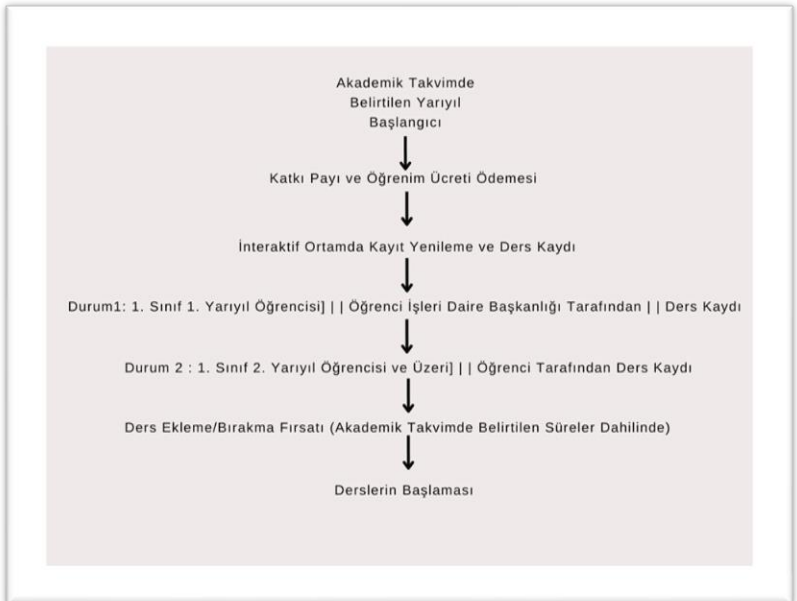 Akademik Takvimde
Belirtilen Yarıyıl
Başlangıcı
Katkı Payı ve Öğrenim Ücreti Ödemesi
İnteraktif Ortamda Kayıt Yenileme ve Ders Kaydı
Durum1: 1. Sınıf 1. Yarıyıl Öğrencisi] | | Öğrenci İşleri Daire Başkanlığı Tarafından | | Ders Kaydı
Durum 2 : 1. Sınıf 2. Yarıyıl Öğrencisi ve Üzeri] | | Öğrenci Tarafından Ders Kaydı
Ders Ekleme/Bırakma Fırsatı (Akademik Takvimde Belirtilen Süreler Dahilinde)
Derslerin Başlaması